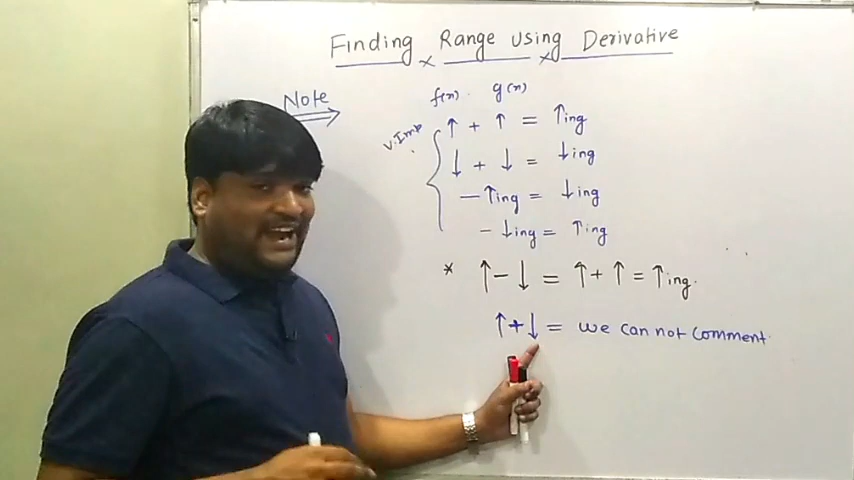 Finding Range using Derivative
Note f(x) . g(x)
↑ + ↑ = ↑ing
V.Imp
↓ + ↓ = ↓ing
- ↑ing = ↓ing
- ↓ing = ↑ing
* ↑ - ↓ = ↑ + ↑ = ↑ing.
↑ + ↓ = we can not comment.